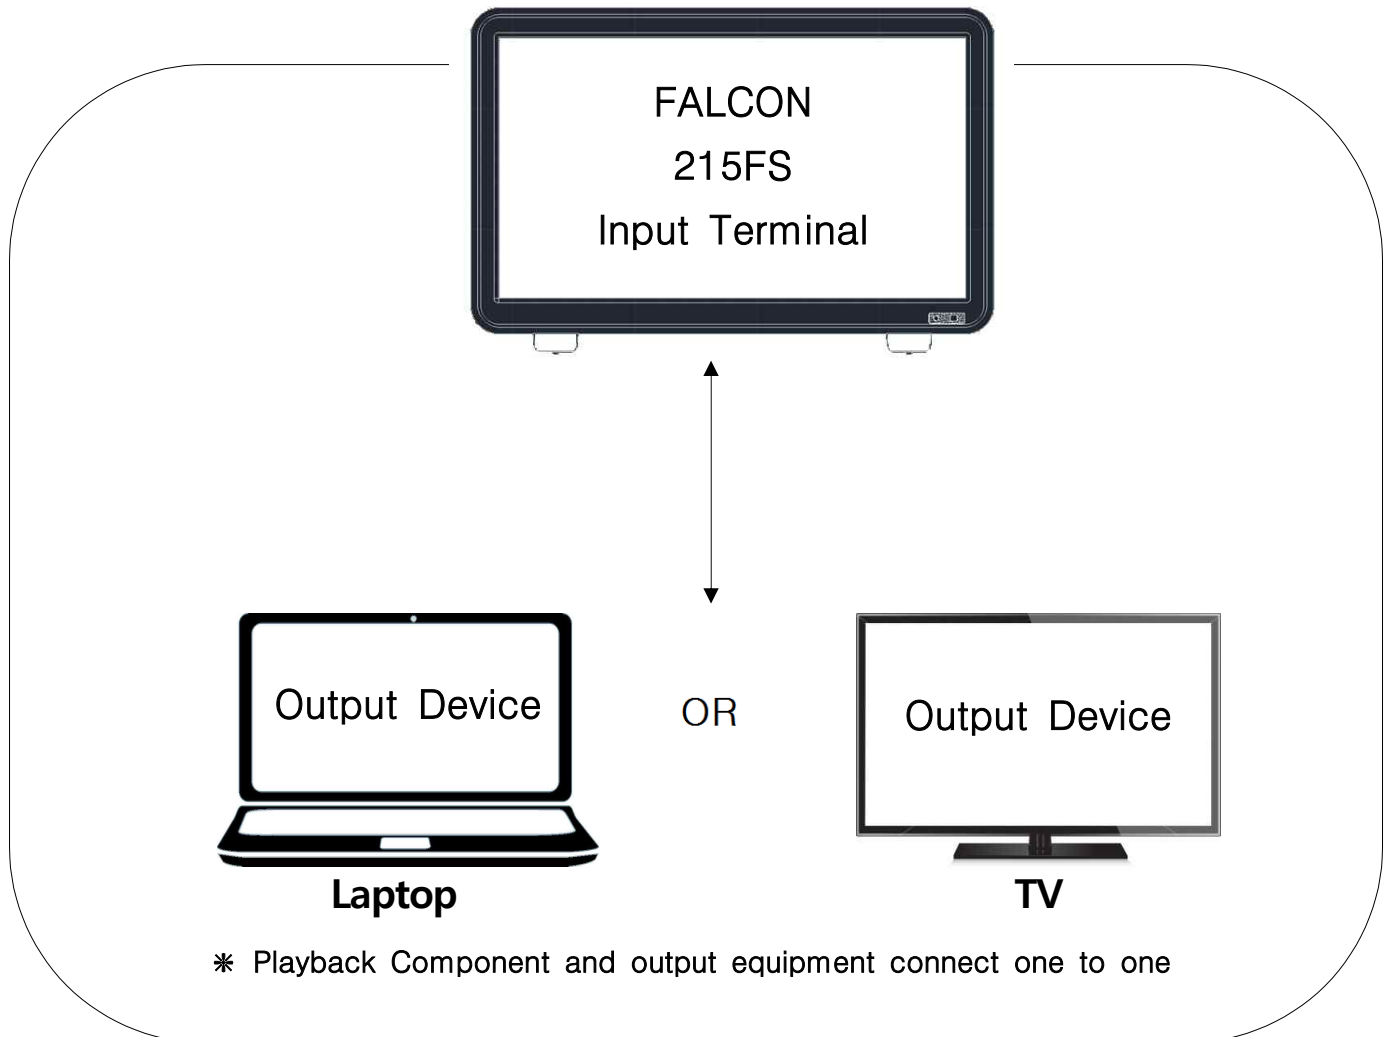 FALCON
215FS
Input Terminal
Output Device
OR
Output Device
Laptop
TV
⁜ Playback Component and output equipment connect one to one